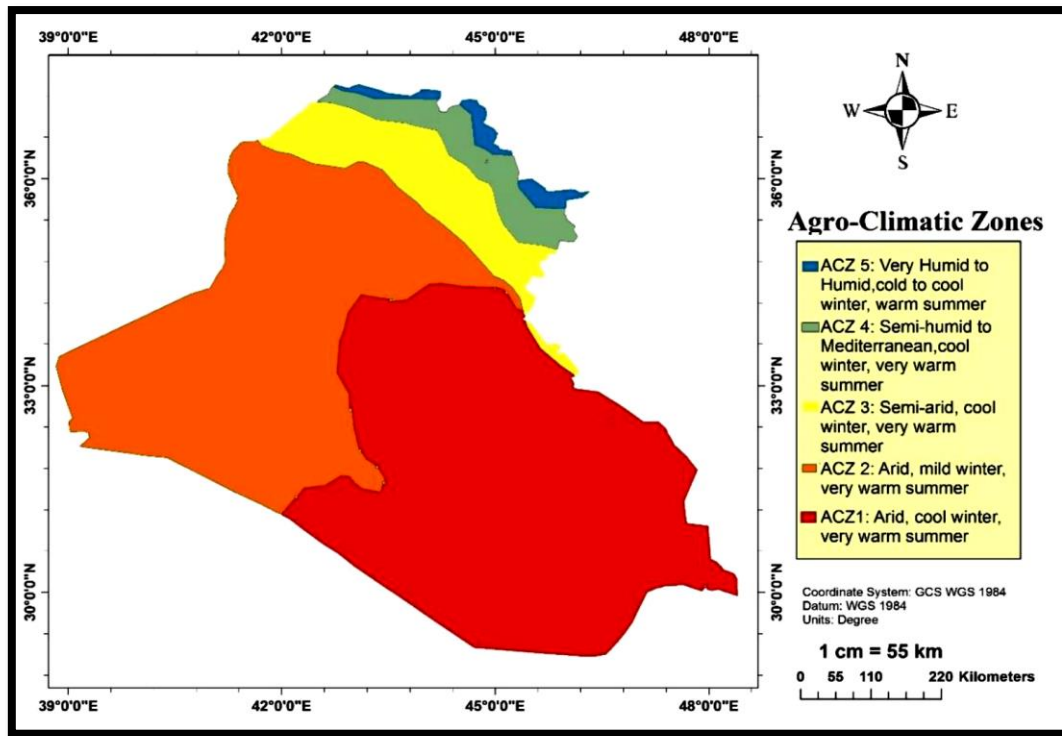 39°0'0"E 42°0'0"E 45°0'0"E 48°0'0"E
36°0'0"N
33°0'0"N
30°0'0"N
36°0'0"N
33°0'0"N
30°0'0"N
39°0'0"E 42°0'0"E 45°0'0"E 48°0'0"E
N
W E
S
Agro-Climatic Zones
ACZ 5: Very Humid to
Humid,cold to cool
winter, warm summer
ACZ 4: Semi-humid to
Mediterranean,cool
winter, very warm
summer
ACZ 3: Semi-arid, cool
winter, very warm
summer
ACZ 2: Arid, mild winter,
very warm summer
ACZ1: Arid, cool winter,
very warm summer
Coordinate System: GCS WGS 1984
Datum: WGS 1984
Units: Degree
1 cm = 55 km
0 55 110 220 Kilometers